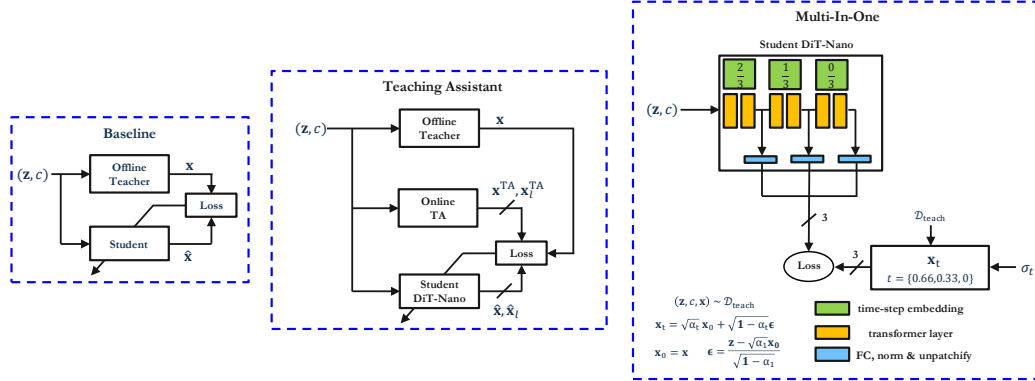 Baseline
(z, c)
Offline
Teacher
x
Loss
Student
x̂
Teaching Assistant
(z, c)
Offline
Teacher
x
Online
TA
x^TA, x_l^TA
Loss
Student
DiT-Nano
x̂, x̂_l
Multi-In-One
Student DiT-Nano
2/3 1/3 0/3
(z, c)
3
𝒟_teach
Loss
3
x_t
t = {0.66,0.33, 0}
σ_t
(z, c, x) ~ 𝒟_teach
x_t = √α_t x_0 + √1 − α_t ϵ
x_0 = x ϵ = (z − √α_1 x_0) / √1 − α_1
time-step embedding
transformer layer
FC, norm & unpatchify